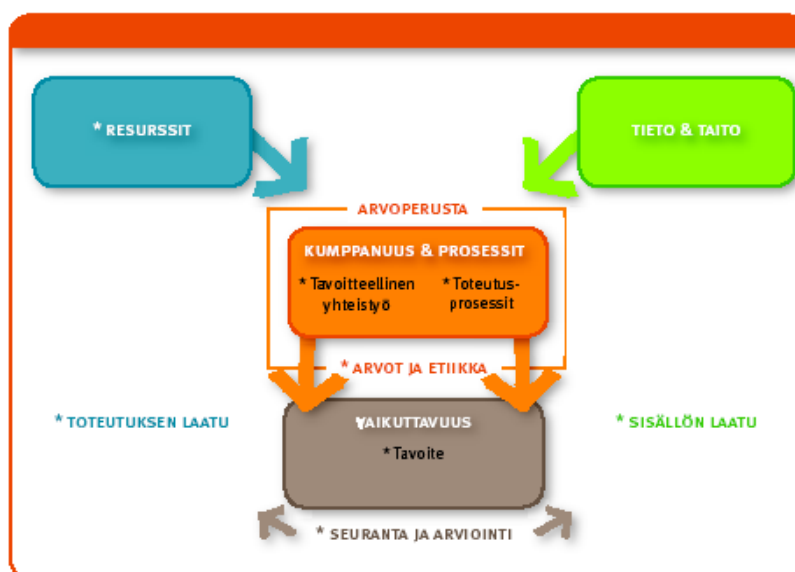 * RESURSSIT
TIETO & TAITO
ARVOPERUSTA
KUMPPANUUS & PROSESSIT
* Tavoitteellinen
yhteistyö
* Toteutus-
prosessit
* ARVOT JA ETIIKKA
* TOTEUTUKSEN LAATU
VAIKUTTAVUUS
* Tavoite
* SISÄLLÖN LAATU
* SEURANTA JA ARVIOINTI